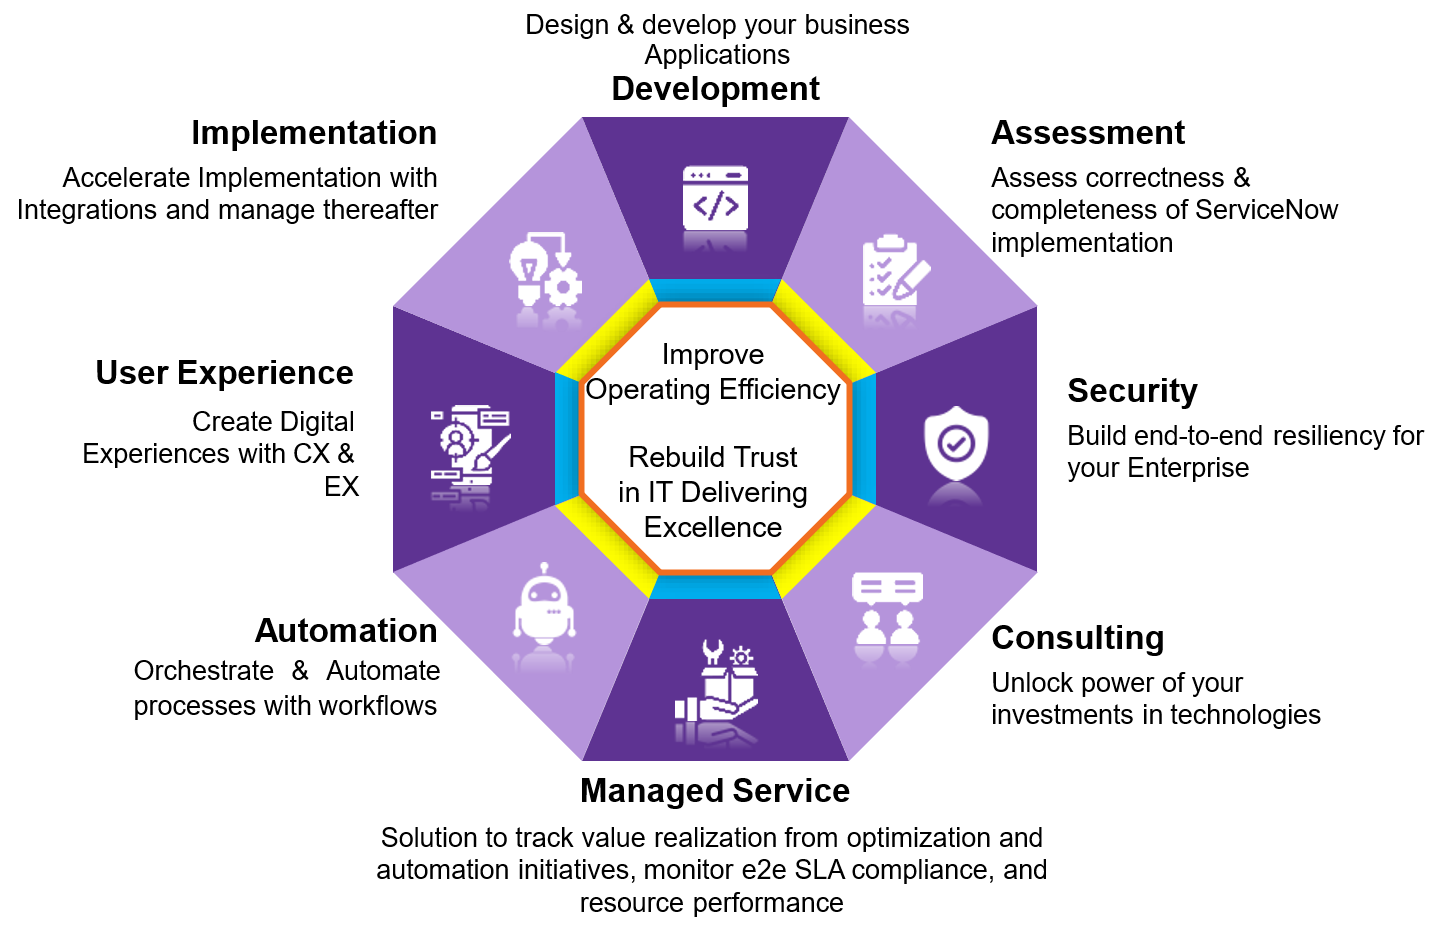 Design & develop your business
Applications
Development
Implementation
Accelerate Implementation with
Integrations and manage thereafter
Assessment
Assess correctness &
completeness of ServiceNow
implementation
User Experience
Create Digital
Experiences with CX &
EX
Improve
Operating Efficiency
Rebuild Trust
in IT Delivering
Excellence
Security
Build end-to-end resiliency for
your Enterprise
Automation
Orchestrate & Automate
processes with workflows
Consulting
Unlock power of your
investments in technologies
Managed Service
Solution to track value realization from optimization and
automation initiatives, monitor e2e SLA compliance, and
resource performance